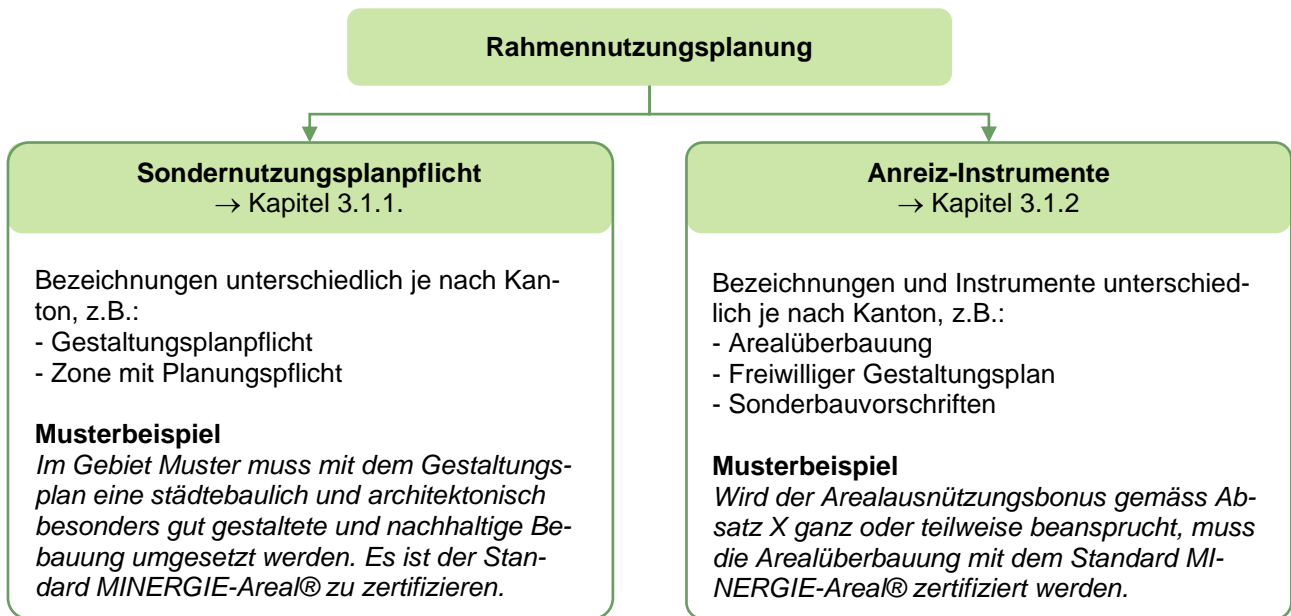 Rahmennutzungsplanung
Sondernutzungsplanpflicht
→ Kapitel 3.1.1.
Bezeichnungen unterschiedlich je nach Kan-
ton, z.B.:
- Gestaltungsplanpflicht
- Zone mit Planungspflicht
Musterbeispiel
Im Gebiet Muster muss mit dem Gestaltungs-
plan eine städtebaulich und architektonisch
besonders gut gestaltete und nachhaltige Be-
bauung umgesetzt werden. Es ist der Stan-
dard MINERGIE-Areal® zu zertifizieren.
Anreiz-Instrumente
→ Kapitel 3.1.2
Bezeichnungen und Instrumente unterschied-
lich je nach Kanton, z.B.:
- Arealüberbauung
- Freiwilliger Gestaltungsplan
- Sonderbauvorschriften
Musterbeispiel
Wird der Arealausnützungsbonus gemäss Ab-
satz X ganz oder teilweise beansprucht, muss
die Arealüberbauung mit dem Standard MI-
NERGIE-Areal® zertifiziert werden.